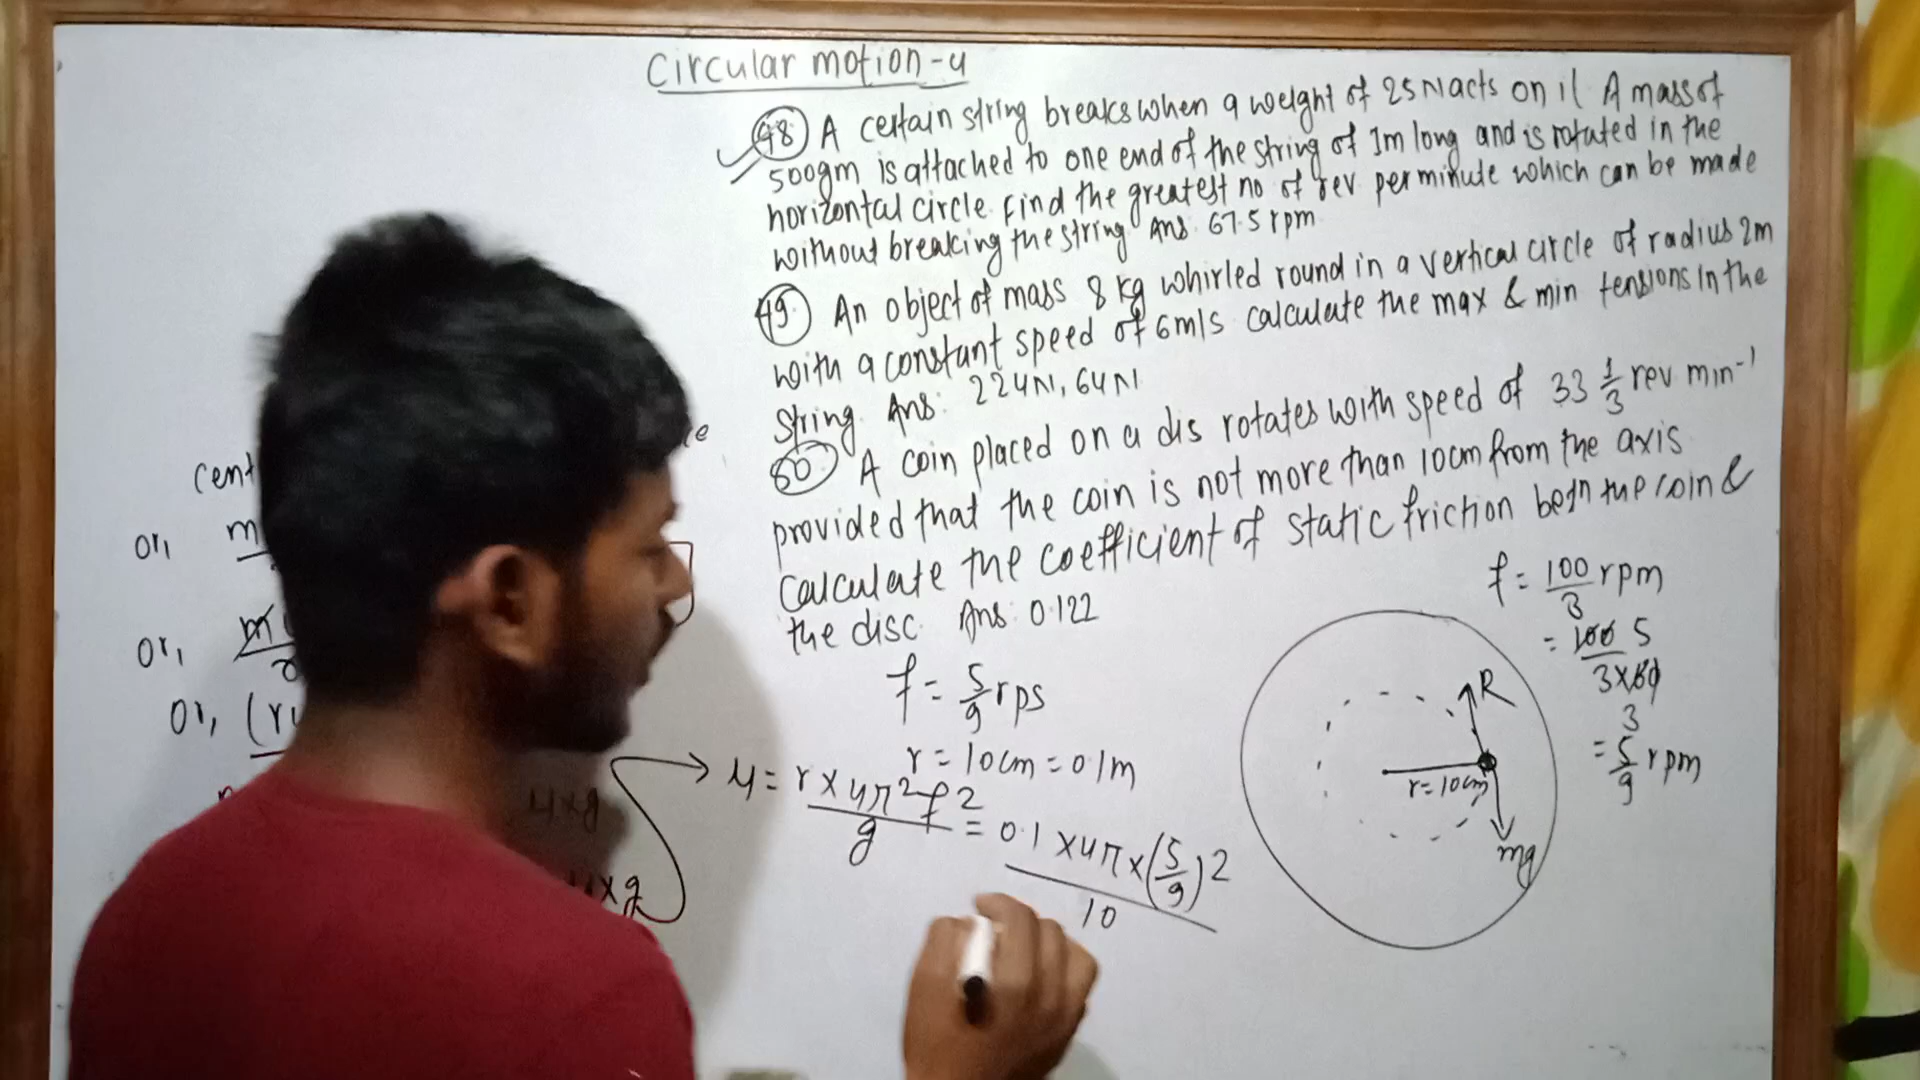 Circular motion-4
48 A certain string breaks when a weight of 25N acts on it A mass of
500gm is attached to one end of the string of 1m long and is rotated in the
horizontal circle. find the greatest no of rev per minute which can be made
without breaking the string Ans. 67.5 rpm
49 An object of mass 8 kg whirled round in a vertical circle of radius 2m
with a constant speed of 6m/s calculate the max & min tensions in the
string. Ans: 224N, 64N
50 A coin placed on a dis rotates with speed of 33 1/3 rev min⁻¹
provided that the coin is not more than 10cm from the axis
calculate the coefficient of static friction betn the coin &
the disc. Ans: 0.122
f = 5/9 rps
r = 10cm = 0.1m
μ = r × 4π² f²/g = 0.1 × 4π × (5/9)²/10
f = 100/3 rpm
= 100 5/3×60
3
= 5/9 rpm
R
r = 10cm
mg
cent
or, m
or, m
or,
μ×g
×g